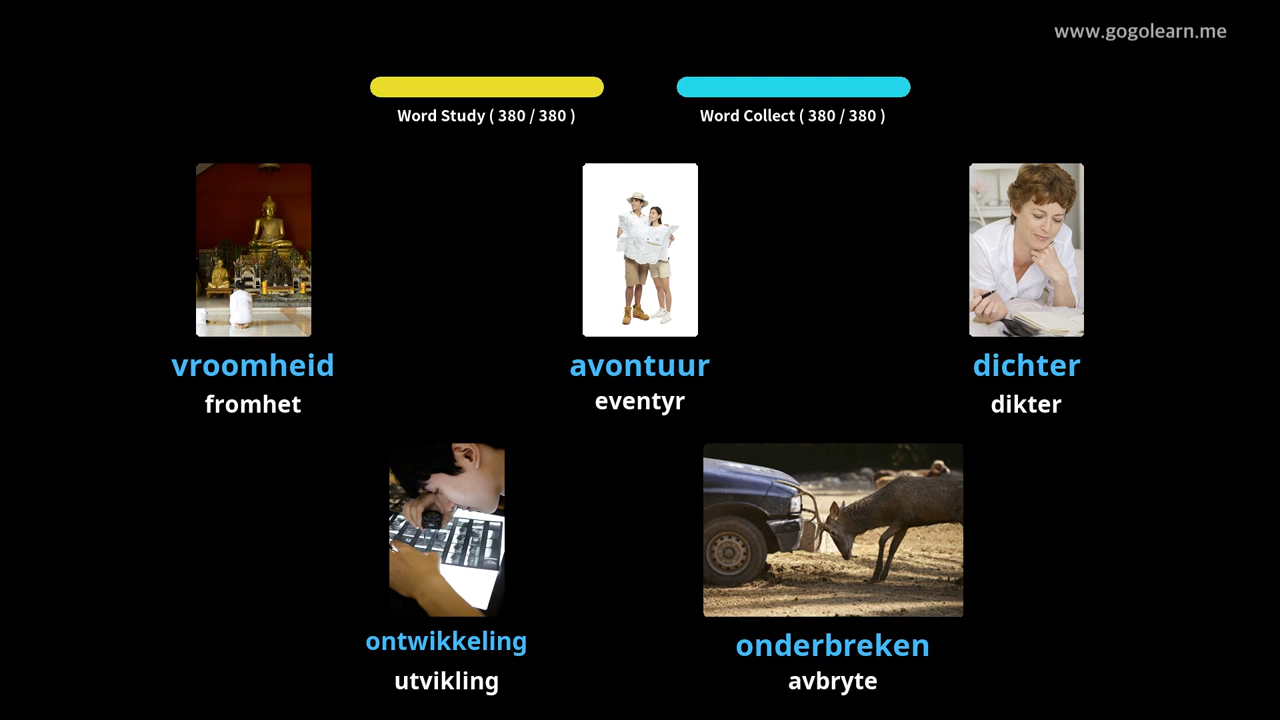 www.gogolearn.me
Word Study ( 380 / 380 )
Word Collect ( 380 / 380 )
vroomheid
fromhet
avontuur
eventyr
dichter
dikter
ontwikkeling
utvikling
onderbreken
avbryte